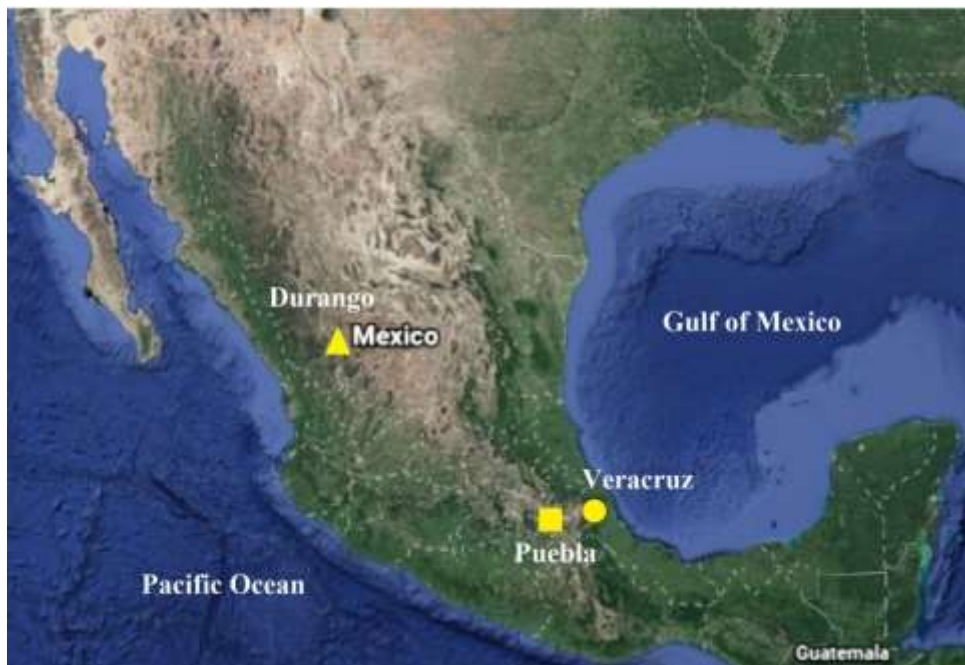 Durango
Mexico
Gulf of Mexico
Veracruz
Puebla
Pacific Ocean
Guatemala